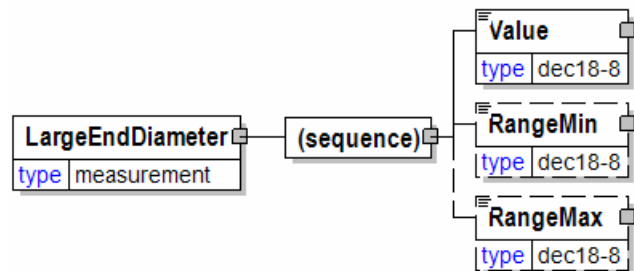 Value
type dec18-8
LargeEndDiameter
type measurement
(sequence)
RangeMin
type dec18-8
RangeMax
type dec18-8